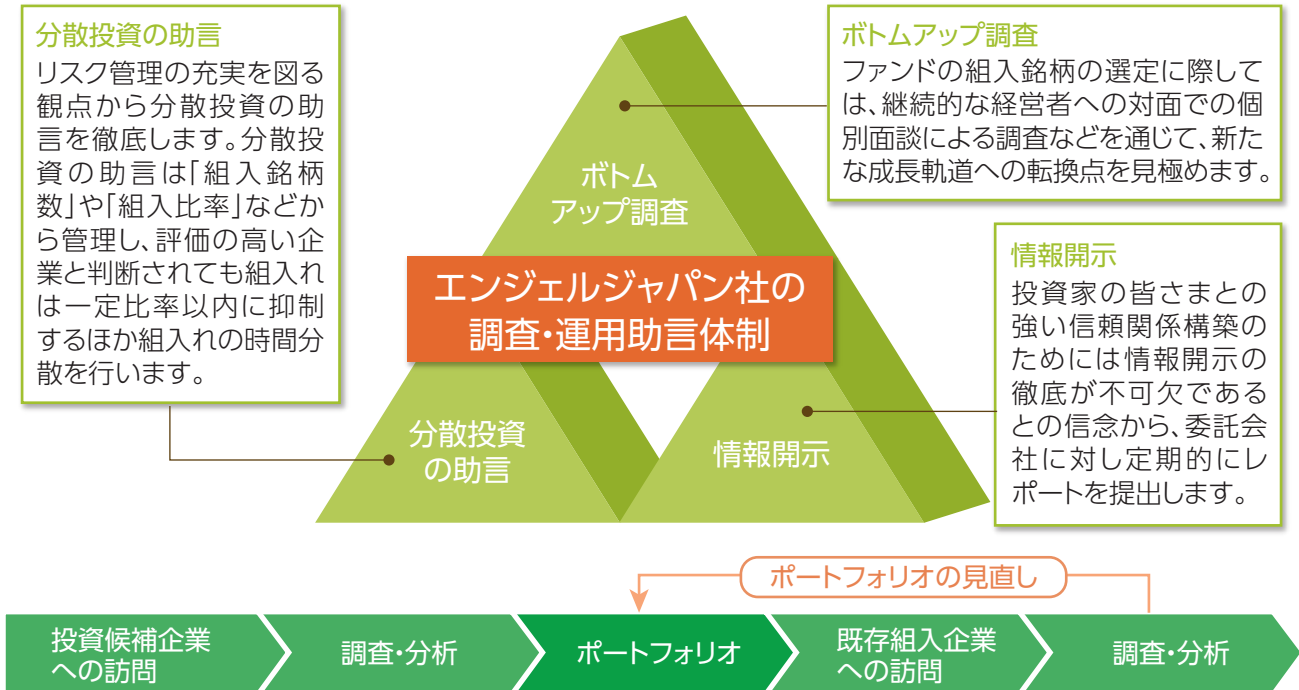 分散投資の助言
リスク管理の充実を図る
観点から分散投資の助
言を徹底します。分散投
資の助言は「組入銘柄
数」や「組入比率」などか
ら管理し、評価の高い企
業と判断されても組入れ
は一定比率以内に抑制
するほか組入れの時間分
散を行います。
ボトムアップ調査
ファンドの組入銘柄の選定に際して
は、継続的な経営者への対面での個
別面談による調査などを通じて、新た
な成長軌道への転換点を見極めます。
情報開示
投資家の皆さまとの
強い信頼関係構築の
ためには情報開示の
徹底が不可欠である
との信念から、委託会
社に対し定期的にレ
ポートを提出します。
ボトム
アップ調査
エンジェルジャパン社の
調査・運用助言体制
分散投資
の助言
情報開示
ポートフォリオの見直し
投資候補企業
への訪問
調査・分析
ポートフォリオ
既存組入企業
への訪問
調査・分析